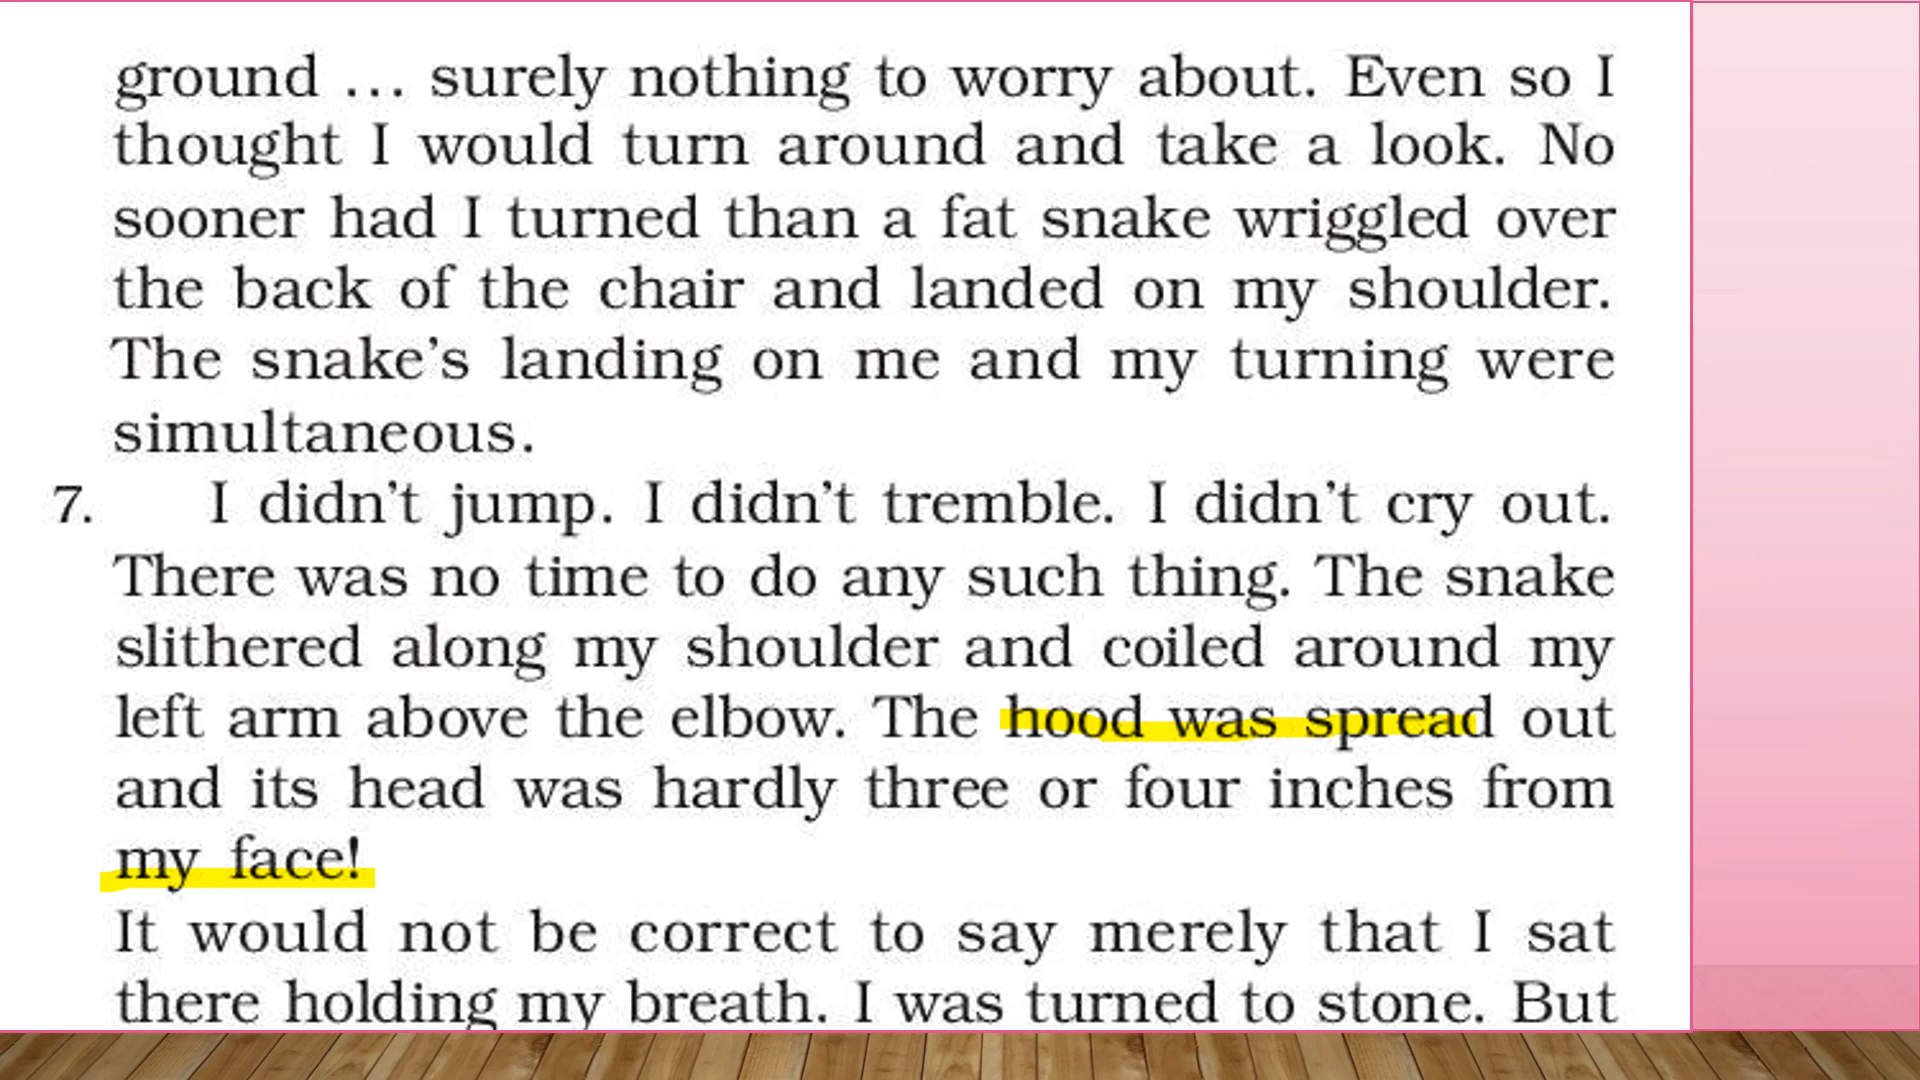 ground ... surely nothing to worry about. Even so I
thought I would turn around and take a look. No
sooner had I turned than a fat snake wriggled over
the back of the chair and landed on my shoulder.
The snake’s landing on me and my turning were
simultaneous.
7. I didn’t jump. I didn’t tremble. I didn’t cry out.
There was no time to do any such thing. The snake
slithered along my shoulder and coiled around my
left arm above the elbow. The hood was spread out
and its head was hardly three or four inches from
my face!
It would not be correct to say merely that I sat
there holding my breath. I was turned to stone. But